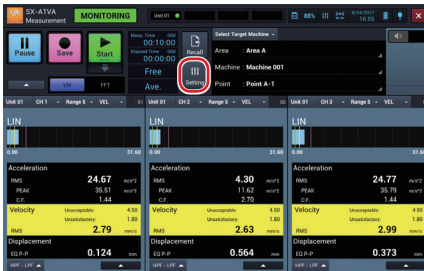 SX-A1VA
Measurement
MONITORING
Unit 01
88%
8/14/2017
16:55
Pause
Save
Start
Meas. Time 00d
00:10:00
Elapsed Time 00d
00:00:00
Free
Ave.
Recall
Setting
Select Target Machine
Area : Area A
Machine : Machine 001
Point : Point A-1
VM
FFT
Unit 01 CH 1 Range 5 VEL 01
Unit 01 CH 2 Range 5 VEL 02
Unit 01 CH 3 Range 5 VEL
LIN
LIN
LIN
0.00 31.60
0.00 31.60
0.00 31.60
Acceleration
RMS 24.67 m/s^2
PEAK 35.51 m/s^2
C.F. 1.44
Velocity Unacceptable: 4.50
Unsatisfactory: 1.80
RMS 2.79 mm/s
Displacement
EQ P-P 0.124 mm
HPF - LPF
Acceleration
RMS 4.30 m/s^2
PEAK 11.62 m/s^2
C.F. 2.70
Velocity Unacceptable: 4.50
Unsatisfactory: 1.80
RMS 2.63 mm/s
Displacement
EQ P-P 0.564 mm
HPF - LPF
Acceleration
RMS 24.77 m/s^2
PEAK 35.79 m/s^2
C.F. 1.44
Velocity Unacceptable: 4.50
Unsatisfactory: 1.80
RMS 2.99 mm/s
Displacement
EQ P-P 0.373 mm
HPF - LPF